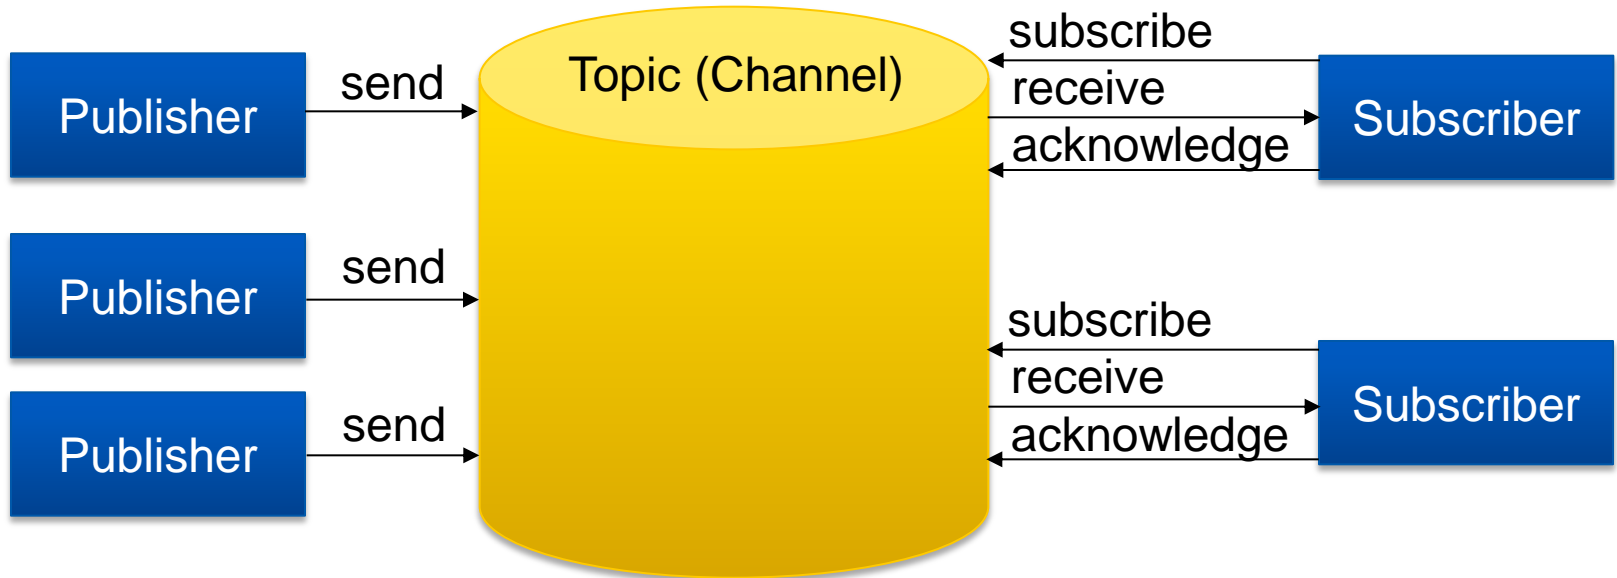 Publisher
send
Topic (Channel)
subscribe
receive
acknowledge
Subscriber
Publisher
send
Publisher
send
subscribe
receive
acknowledge
Subscriber